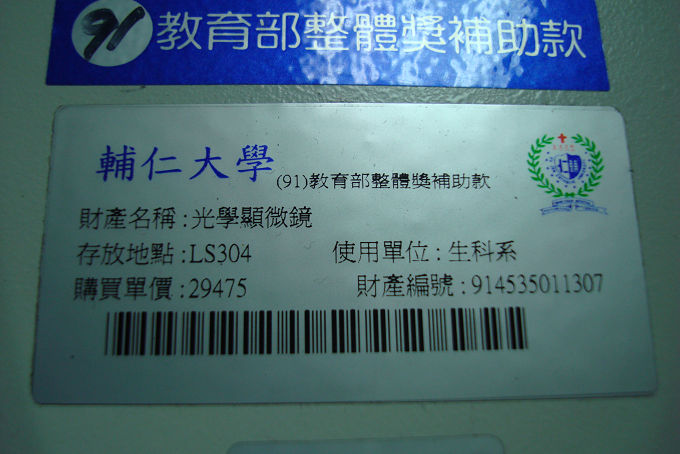 91 教育部整體獎補助款
輔仁大學 (91)教育部整體獎補助款
財產名稱:光學顯微鏡
存放地點:LS304 使用單位:生科系
購買單價:29475 財產編號:914535011307